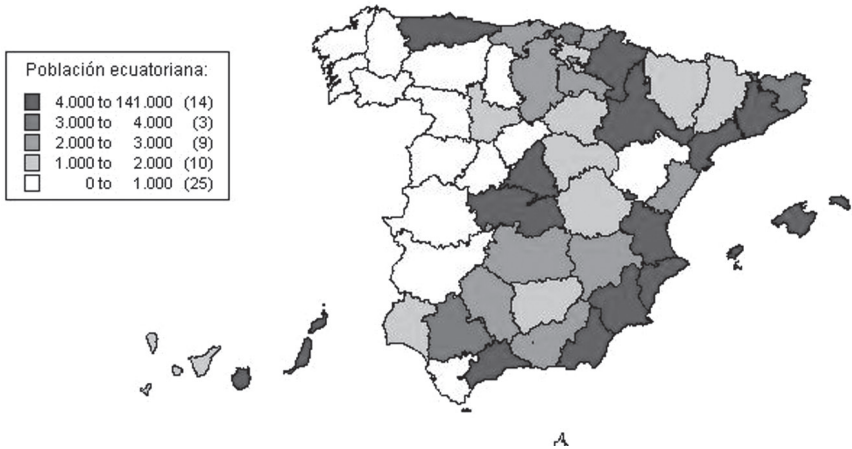 Población ecuatoriana:
4.000 to 141.000 (14)
3.000 to 4.000 (3)
2.000 to 3.000 (9)
1.000 to 2.000 (10)
0 to 1.000 (25)